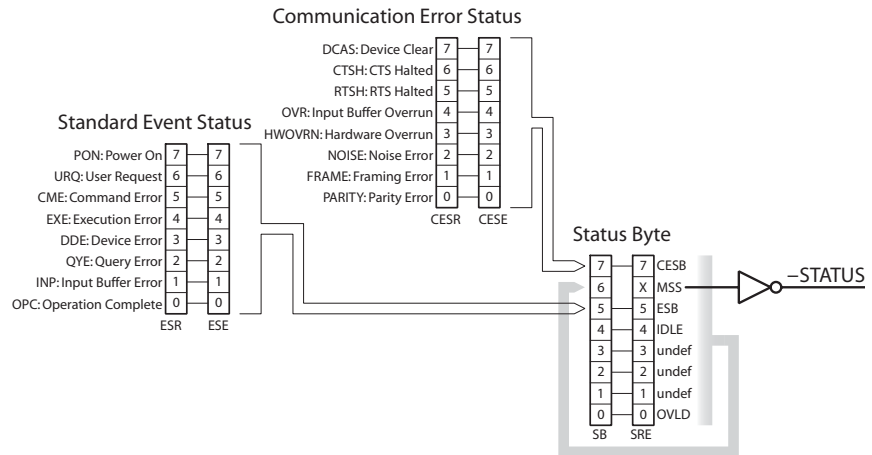 Communication Error Status
DCAS: Device Clear 7 7
CTSH: CTS Halted 6 6
RTSH: RTS Halted 5 5
OVR: Input Buffer Overrun 4 4
HWOVRN: Hardware Overrun 3 3
NOISE: Noise Error 2 2
FRAME: Framing Error 1 1
PARITY: Parity Error 0 0
CESR CESE
Standard Event Status
PON: Power On 7 7
URQ: User Request 6 6
CME: Command Error 5 5
EXE: Execution Error 4 4
DDE: Device Error 3 3
QYE: Query Error 2 2
INP: Input Buffer Error 1 1
OPC: Operation Complete 0 0
ESR ESE
Status Byte
7 7 CESB
6 X MSS
5 5 ESB
4 4 IDLE
3 3 undef
2 2 undef
1 1 undef
0 0 OVLD
SB SRE
–STATUS